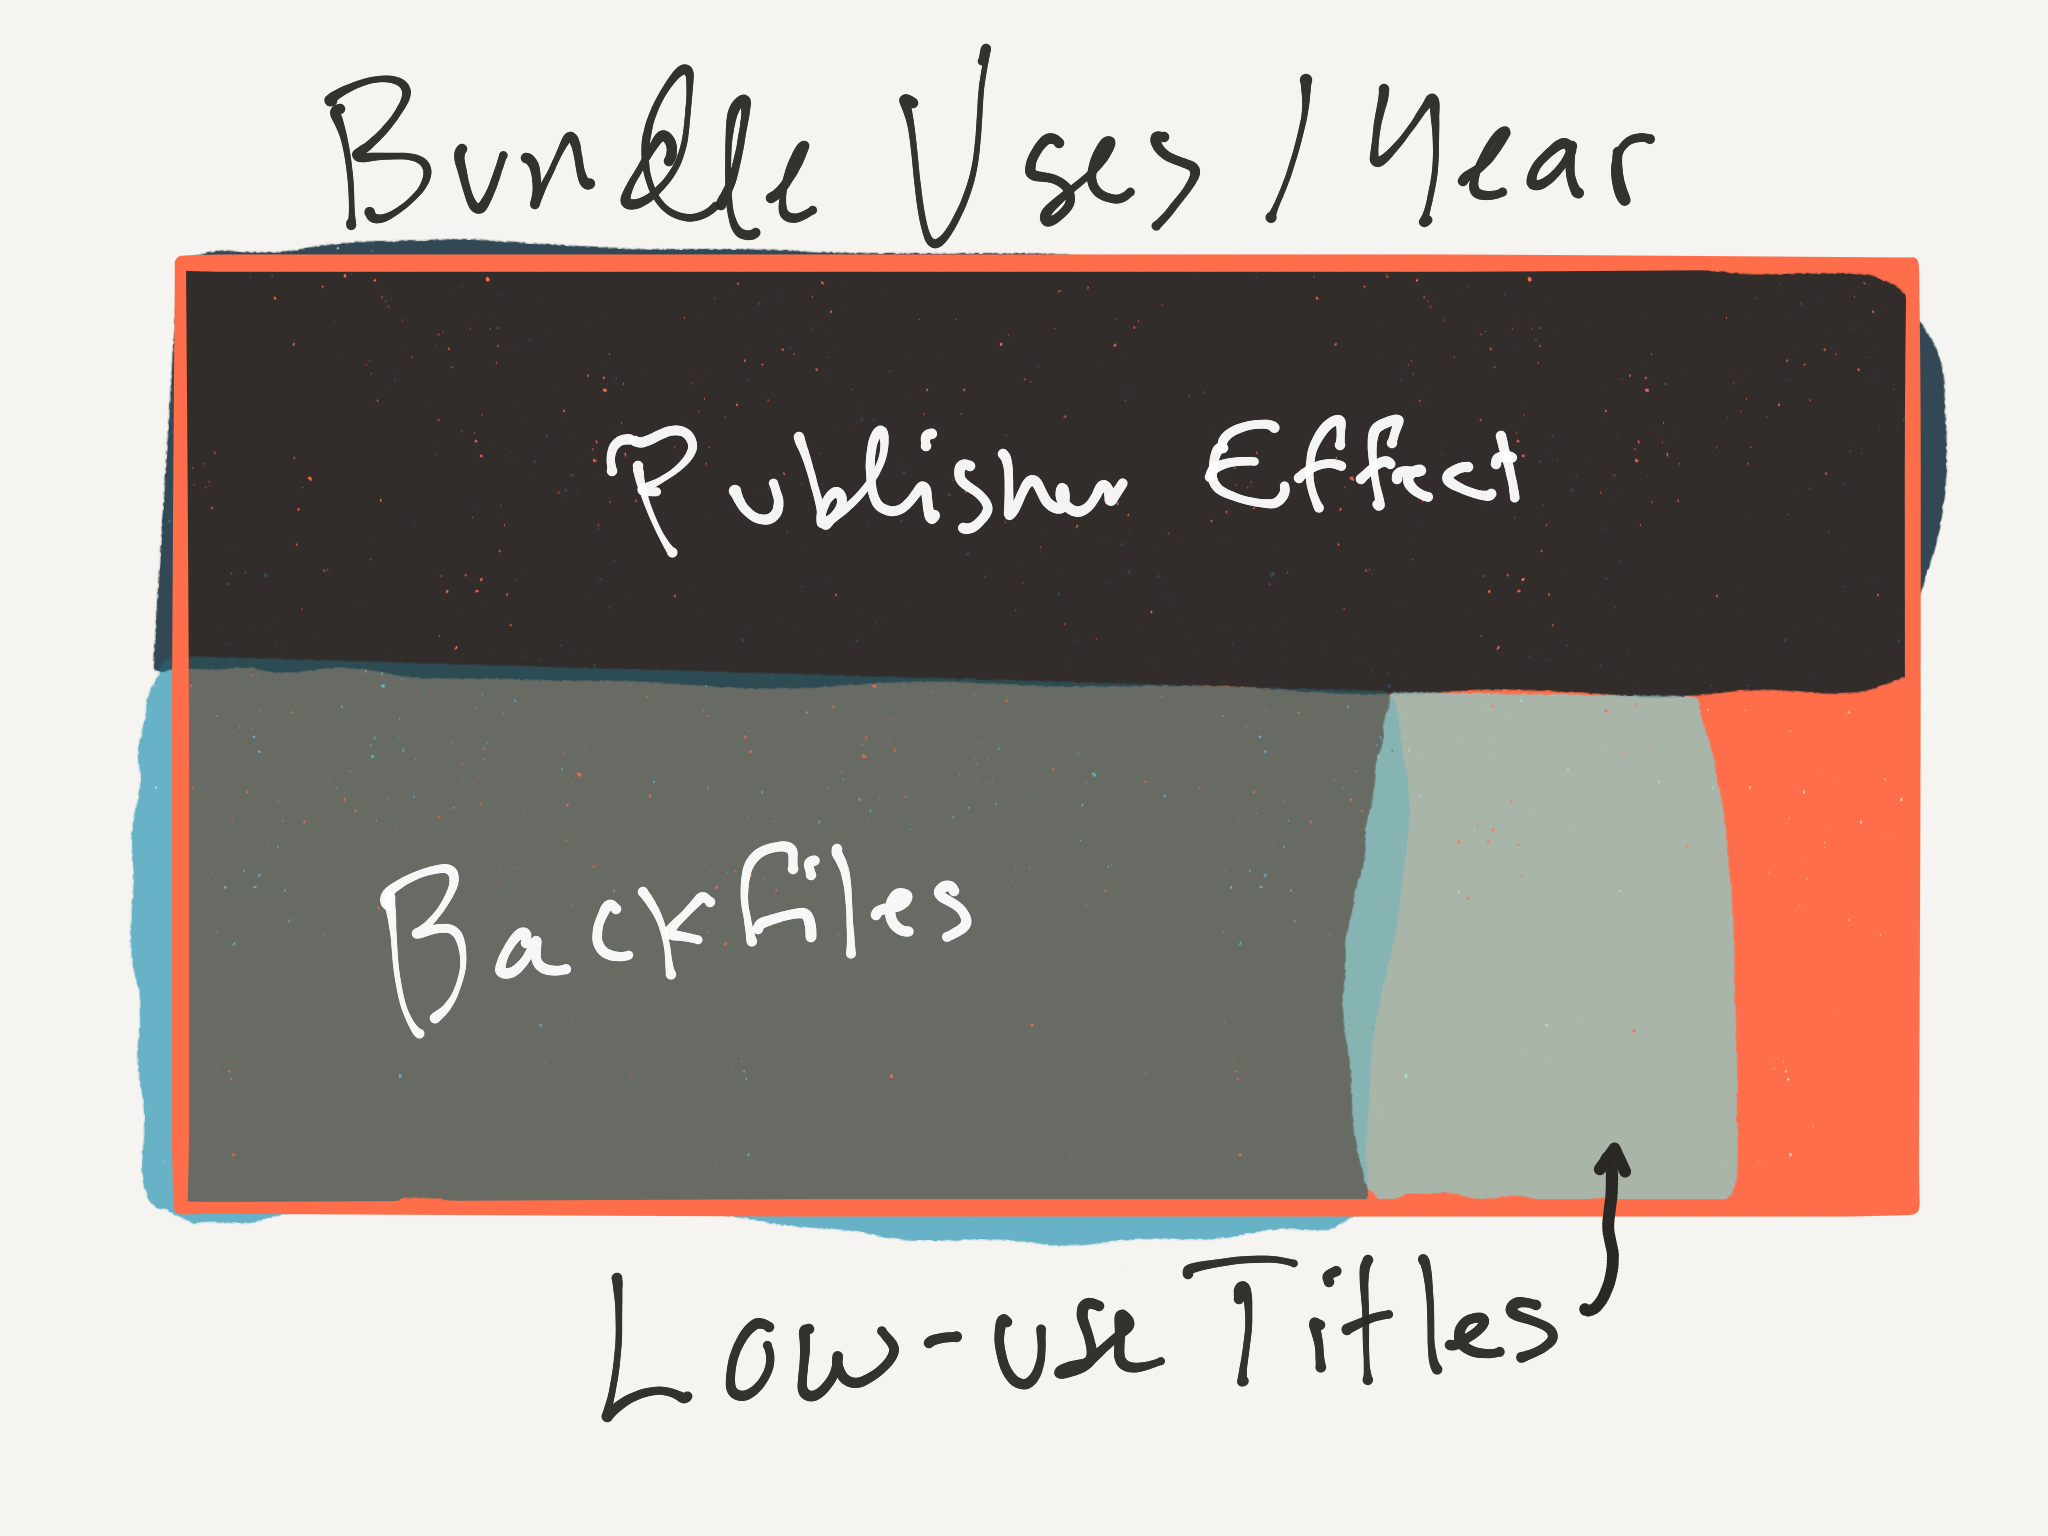 Bundle Uses / Year
Publisher Effect
Backfiles
Low-use Titles